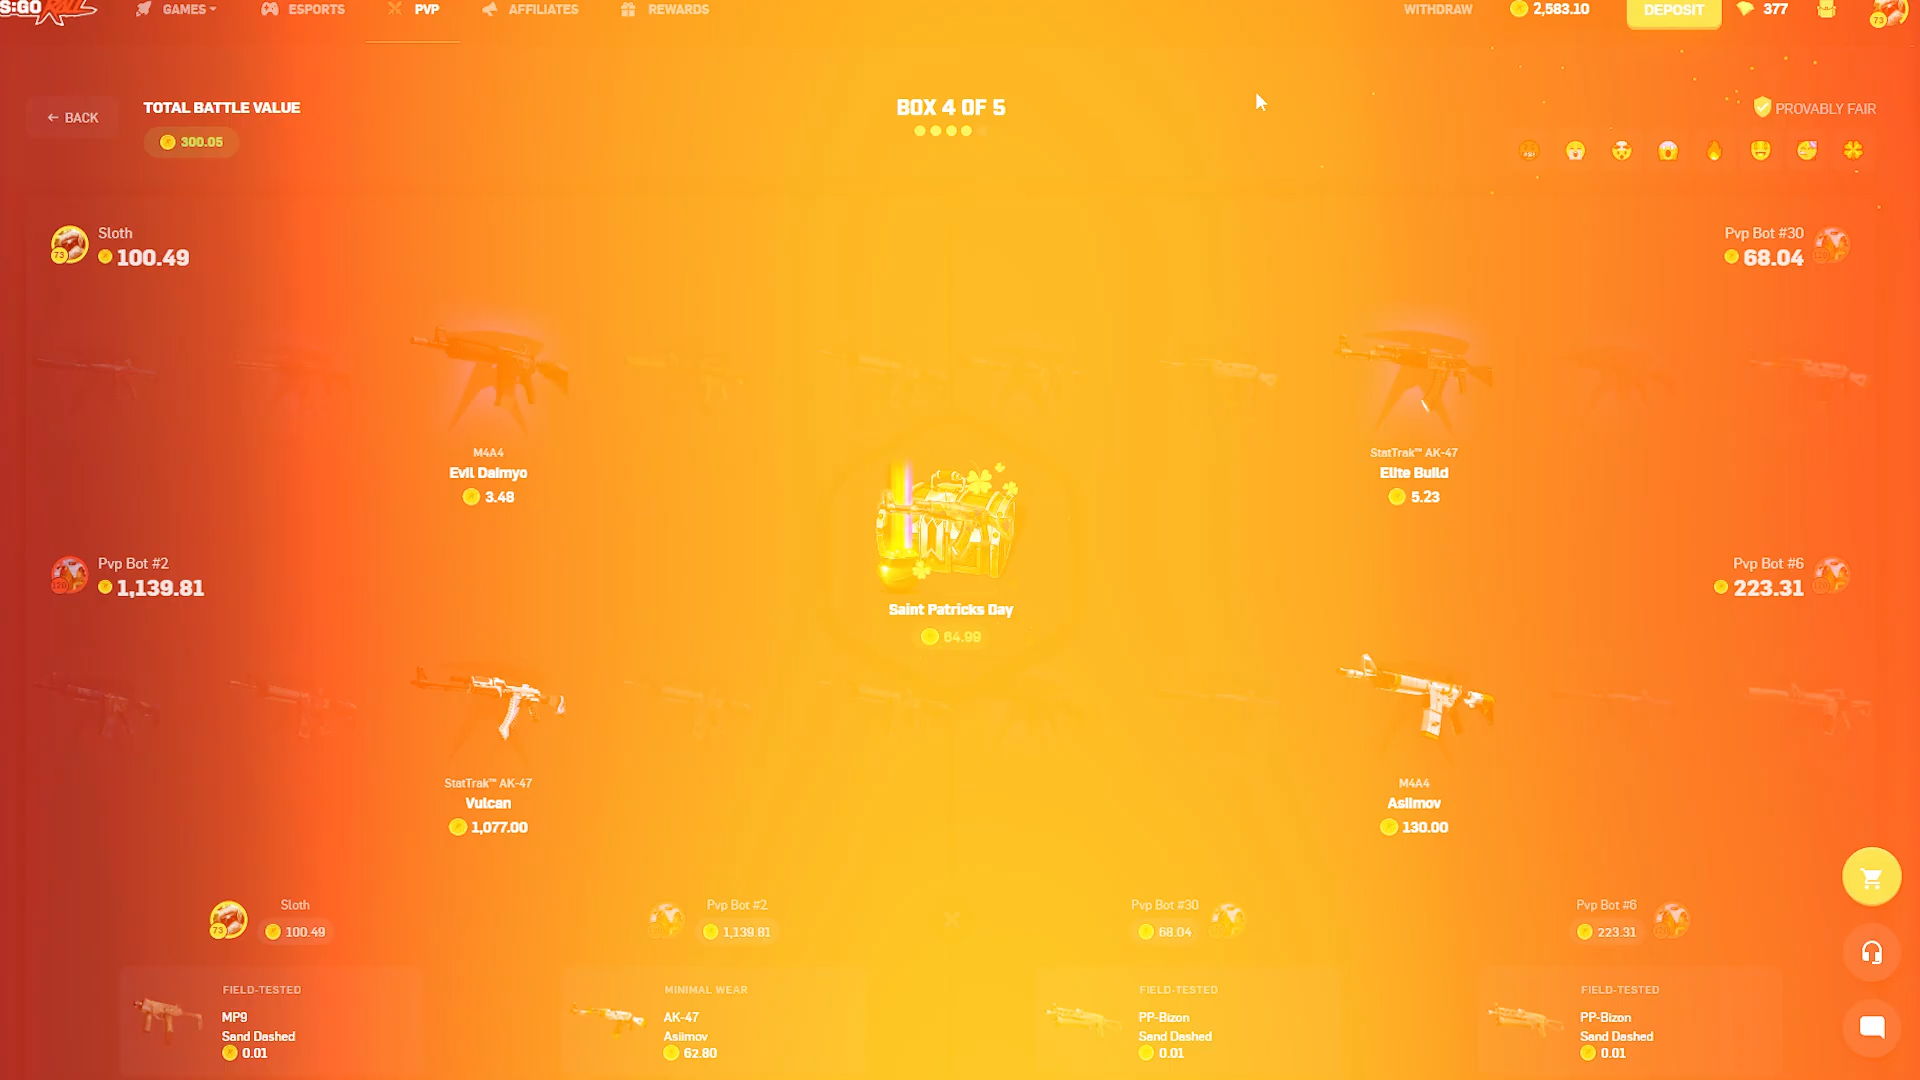 S:GO ROLL
GAMES
ESPORTS
PVP
AFFILIATES
REWARDS
WITHDRAW
2,583.10
DEPOSIT
377
73
← BACK
TOTAL BATTLE VALUE
300.05
BOX 4 OF 5
PROVABLY FAIR
Sloth
73
100.49
Pvp Bot #30
68.04
M4A4
Evil Daimyo
3.48
StatTrak™ AK-47
Elite Build
5.23
Pvp Bot #2
120
1,139.81
Pvp Bot #6
223.31
Saint Patricks Day
64.99
StatTrak™ AK-47
Vulcan
1,077.00
M4A4
Asiimov
130.00
Sloth
73
100.49
Pvp Bot #2
1,139.81
Pvp Bot #30
68.04
Pvp Bot #6
223.31
FIELD-TESTED
MP9
Sand Dashed
0.01
MINIMAL WEAR
AK-47
Asiimov
62.80
FIELD-TESTED
PP-Bizon
Sand Dashed
0.01
FIELD-TESTED
PP-Bizon
Sand Dashed
0.01